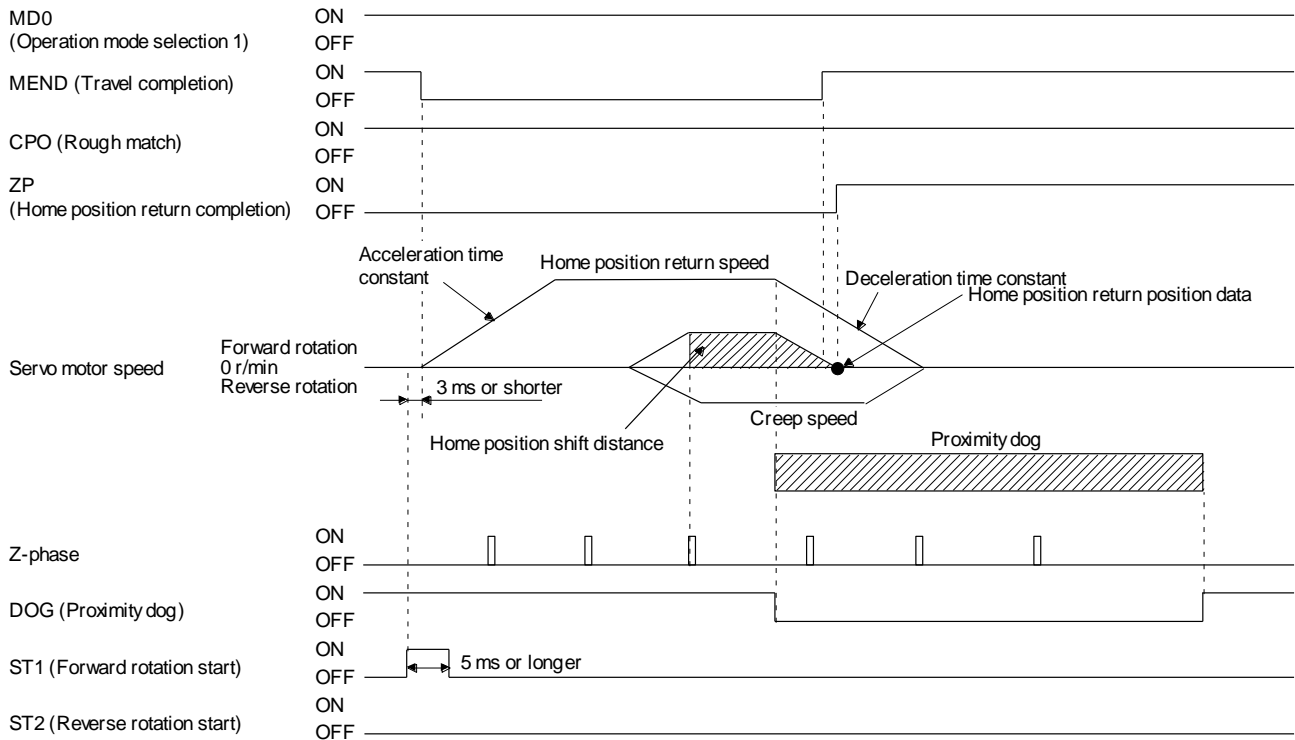 MD0
(Operation mode selection 1)
ON
OFF
MEND (Travel completion)
ON
OFF
CPO (Rough match)
ON
OFF
ZP
(Home position return completion)
ON
OFF
Acceleration time
constant
Home position return speed
Deceleration time constant
Home position return position data
Servo motor speed
Forward rotation
0 r/min
Reverse rotation
3 ms or shorter
Creep speed
Home position shift distance
Proximity dog
Z-phase
ON
OFF
DOG (Proximity dog)
ON
OFF
ST1 (Forward rotation start)
ON
OFF
5 ms or longer
ST2 (Reverse rotation start)
ON
OFF